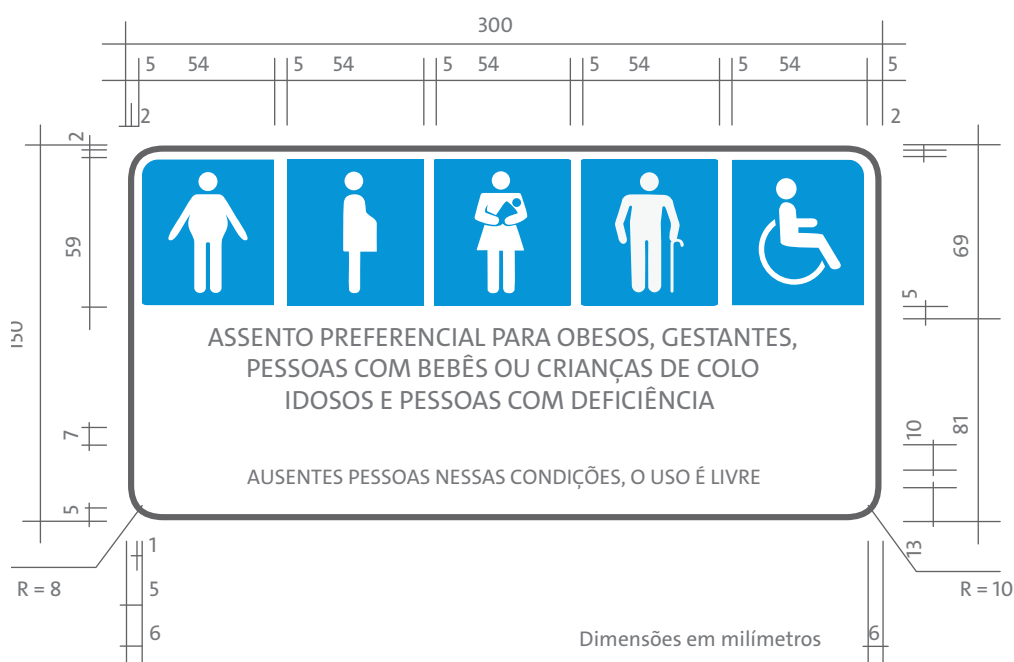 300
5 54 5 54 5 54 5 54 5 54 5
2 2
2
59
69
5
150
ASSENTO PREFERENCIAL PARA OBESOS, GESTANTES,
PESSOAS COM BEBÊS OU CRIANÇAS DE COLO
IDOSOS E PESSOAS COM DEFICIÊNCIA
7
10
81
AUSENTES PESSOAS NESSAS CONDIÇÕES, O USO É LIVRE
5
1
13
R = 8
5
R = 10
6
Dimensões em milímetros
6